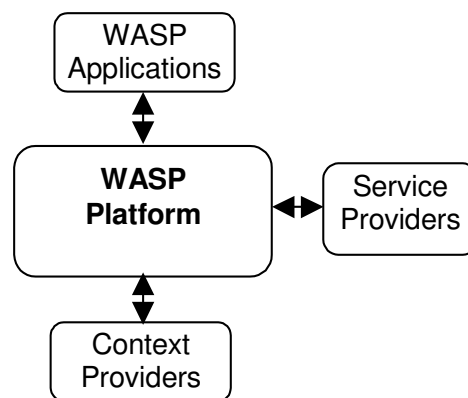 WASP
Applications
WASP
Platform
Service
Providers
Context
Providers